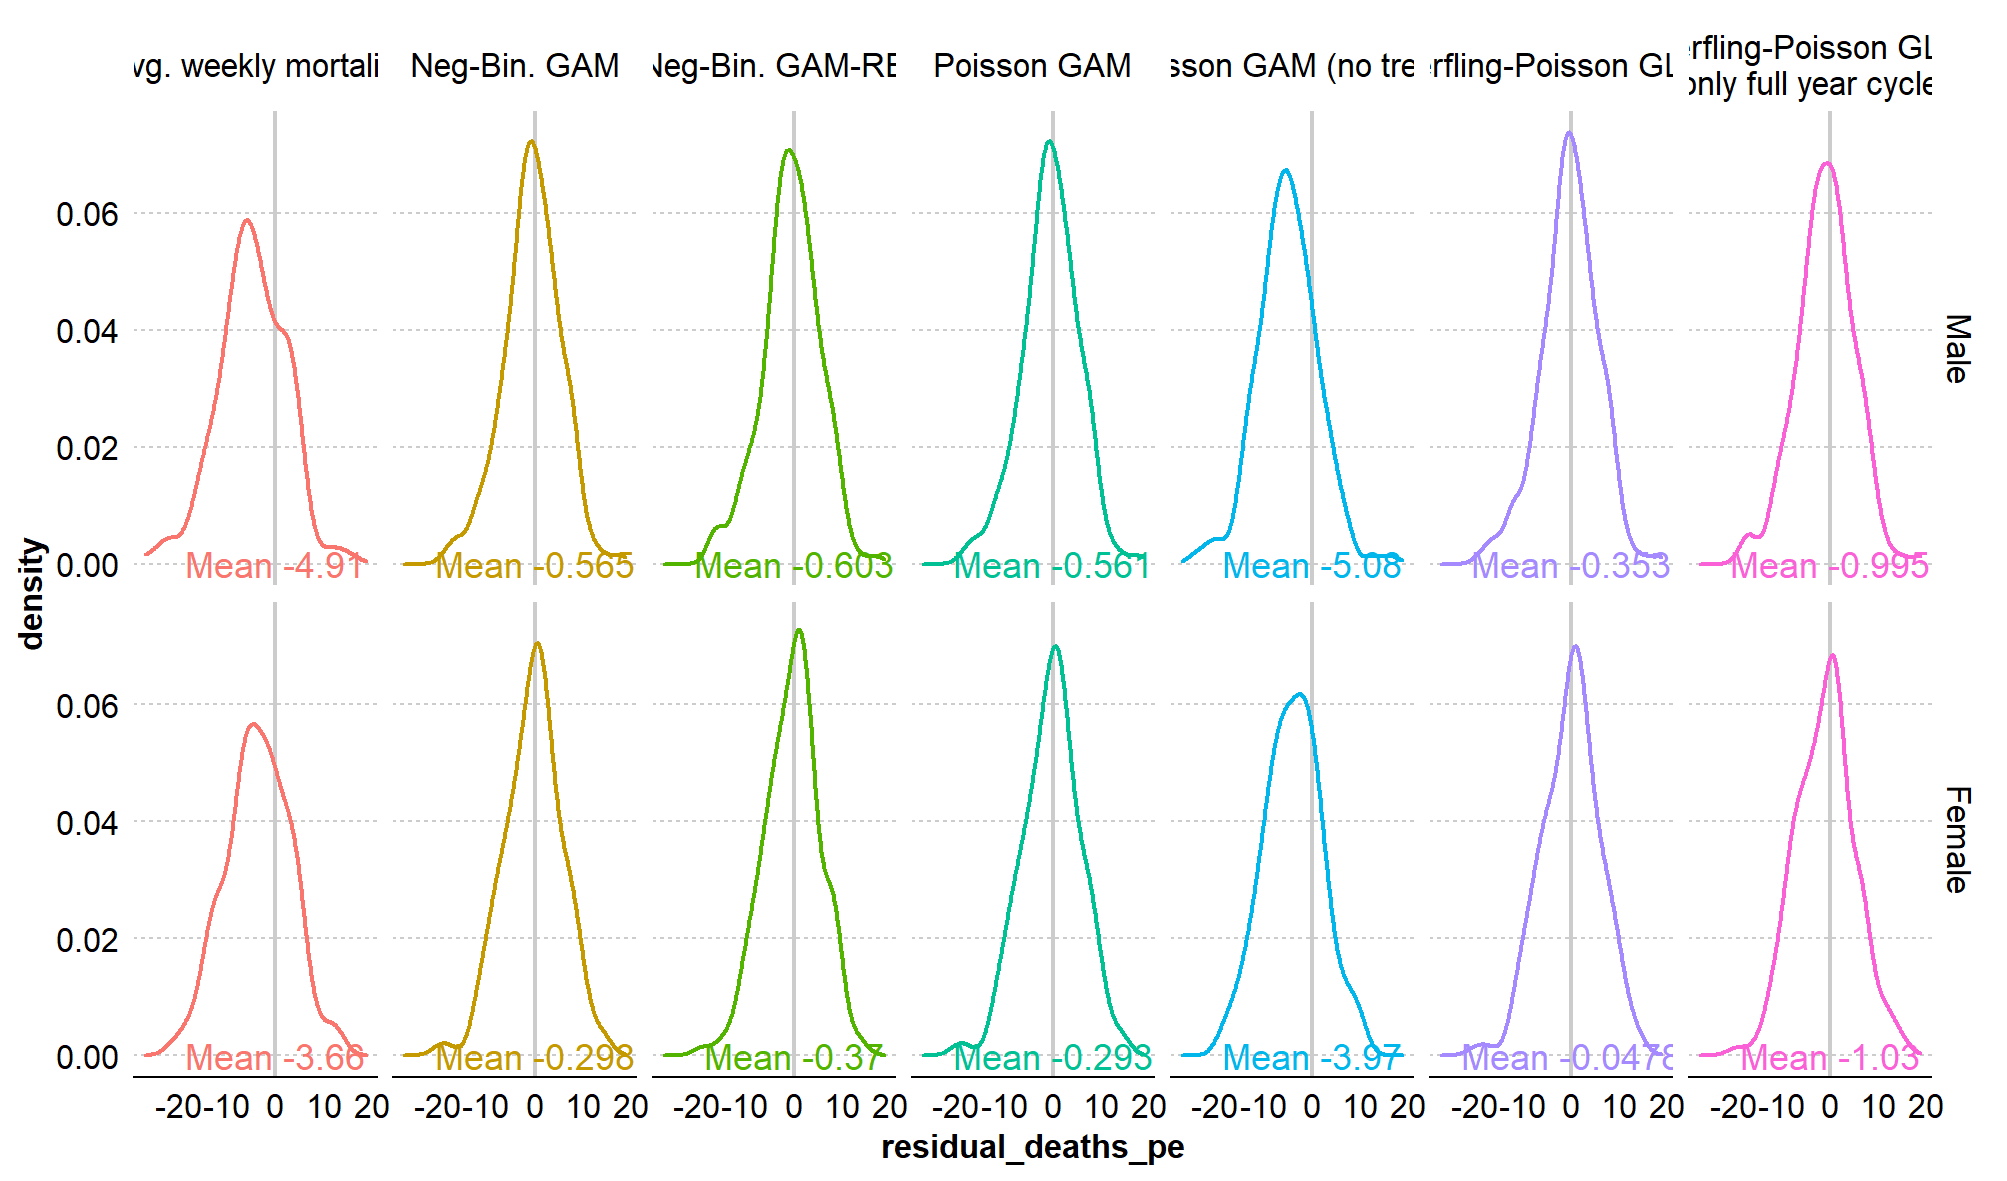 vg. weekly mortali
Neg-Bin. GAM
Neg-Bin. GAM-RE
Poisson GAM
sson GAM (no tre
erfling-Poisson GL
erfling-Poisson GL
only full year cycle
0.06
0.04
0.02
0.00
Mean -4.91
Mean -0.565
Mean -0.603
Mean -0.561
Mean -5.08
Mean -0.353
Mean -0.995
Male
density
0.06
0.04
0.02
0.00
Mean -3.66
Mean -0.298
Mean -0.37
Mean -0.293
Mean -3.97
Mean -0.0478
Mean -1.03
Female
-20 -10 0 10 20
-20 -10 0 10 20
-20 -10 0 10 20
-20 -10 0 10 20
-20 -10 0 10 20
-20 -10 0 10 20
-20 -10 0 10 20
residual_deaths_pe